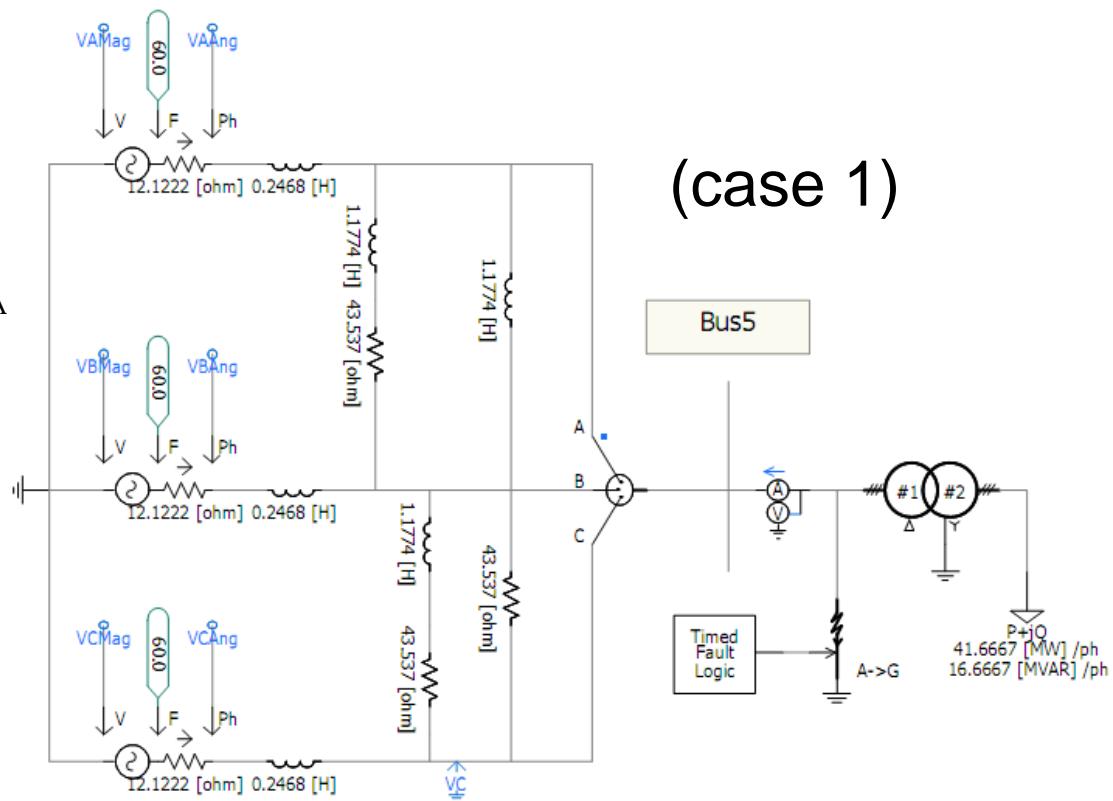 VAMag
60.0
VAAng
V
F
Ph
12.1222 [ohm] 0.2468 [H]
(case 1)
1.1774 [H]
43.537 [ohm]
1.1774 [H]
Bus5
VBMag
60.0
VBAng
V
F
Ph
12.1222 [ohm] 0.2468 [H]
A
B
C
A
V
#1
#2
Δ
Y
1.1774 [H]
43.537 [ohm]
43.537 [ohm]
VCMag
60.0
VCAng
V
F
Ph
12.1222 [ohm] 0.2468 [H]
VC
Timed
Fault
Logic
A->G
P+jQ
41.6667 [MW] /ph
16.6667 [MVAR] /ph